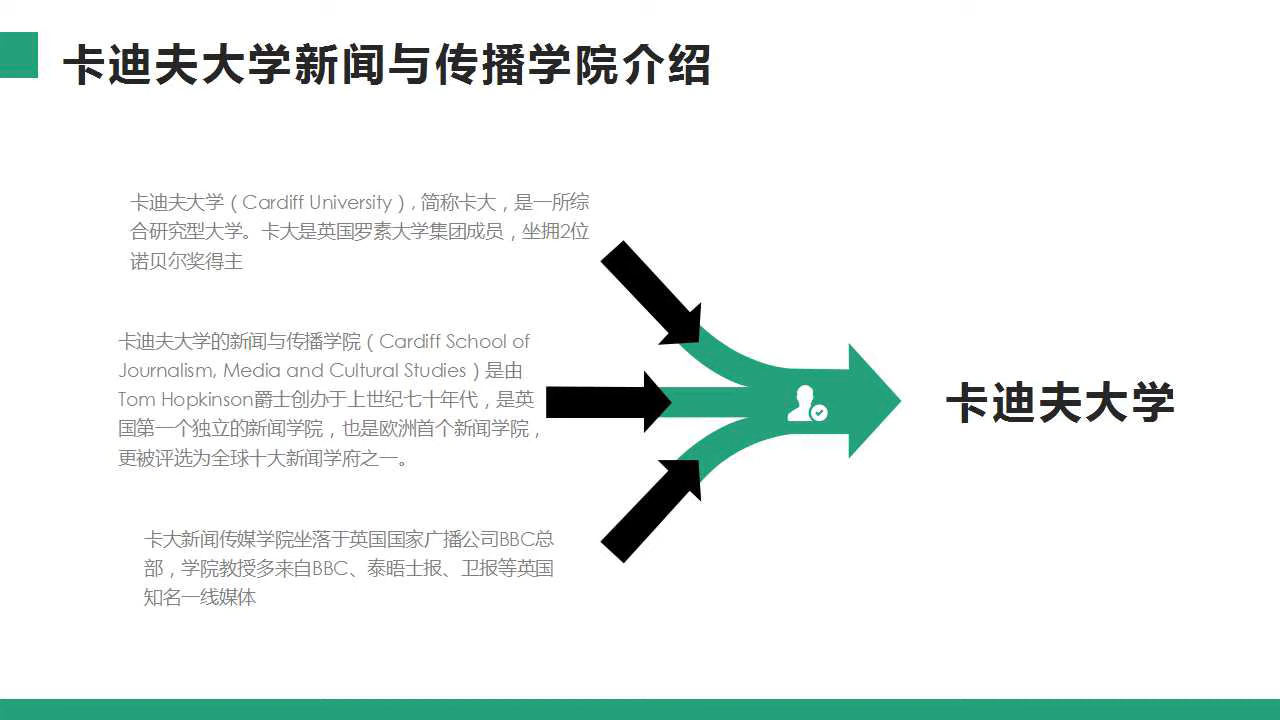 卡迪夫大学新闻与传播学院介绍
卡迪夫大学（Cardiff University）, 简称卡大，是一所综
合研究型大学。卡大是英国罗素大学集团成员，坐拥2位
诺贝尔奖得主
卡迪夫大学的新闻与传播学院（Cardiff School of
Journalism, Media and Cultural Studies）是由
Tom Hopkinson爵士创办于上世纪七十年代，是英
国第一个独立的新闻学院，也是欧洲首个新闻学院，
更被评选为全球十大新闻学府之一。
卡大新闻传媒学院坐落于英国国家广播公司BBC总
部，学院教授多来自BBC、泰晤士报、卫报等英国
知名一线媒体
卡迪夫大学